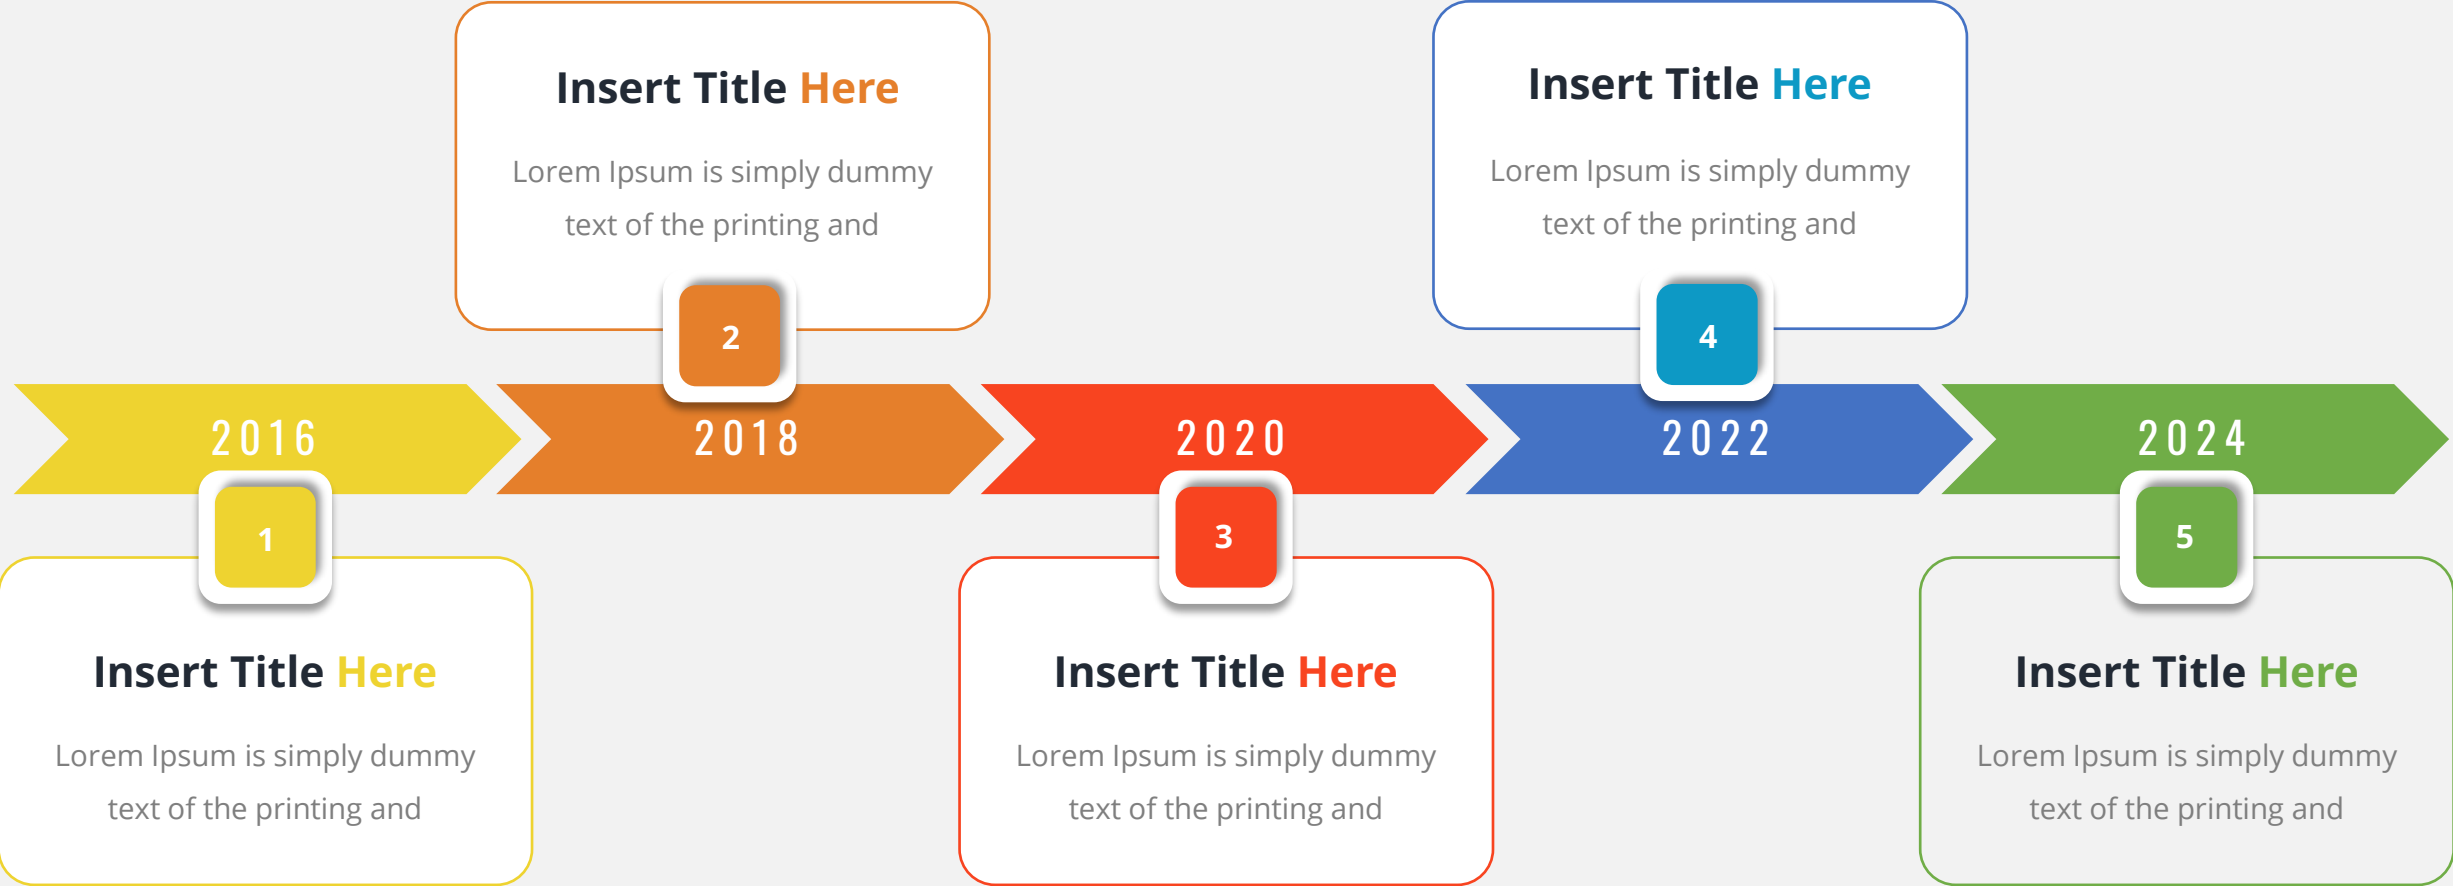 Insert Title Here
Lorem Ipsum is simply dummy
text of the printing and
2
Insert Title Here
Lorem Ipsum is simply dummy
text of the printing and
4
2016
2018
2020
2022
2024
1
Insert Title Here
Lorem Ipsum is simply dummy
text of the printing and
3
Insert Title Here
Lorem Ipsum is simply dummy
text of the printing and
5
Insert Title Here
Lorem Ipsum is simply dummy
text of the printing and